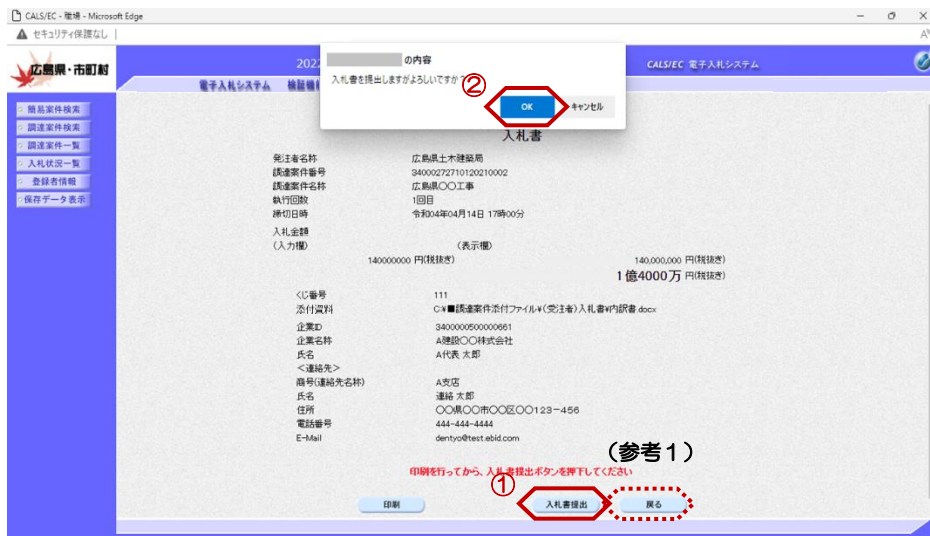 CALS/EC - 職場 - Microsoft Edge
セキュリティ保護なし
広島県・市町村
2022
CALS/EC 電子入札システム
電子入札システム 検証機
の内容
入札書を提出しますがよろしいですか?
②
OK
キャンセル
簡易案件検索
調達案件検索
調達案件一覧
入札状況一覧
登録者情報
保存データ表示
入札書
発注者名称 広島県土木建築局
調達案件番号 34000272710120210002
調達案件名称 広島県○○工事
執行回数 1回目
締切日時 令和04年04月14日 17時00分
入札金額
(入力欄) (表示欄)
140000000 円(税抜き) 140,000,000 円(税抜き)
1億4000万 円(税抜き)
くじ番号 111
添付資料 C:¥■調達案件添付ファイル¥(受注者)入札書¥内訳書.docx
企業ID 3400000500000661
企業名称 A建設○○株式会社
氏名 A代表 太郎
<連絡先>
商号(連絡先名称) A支店
氏名 連絡 太郎
住所 ○○県○○市○○区○○123-456
電話番号 444-444-4444
E-Mail dentyo@test.ebid.com
(参考1)
印刷を行ってから、入札書提出ボタンを押下してください
①
印刷
入札書提出
戻る